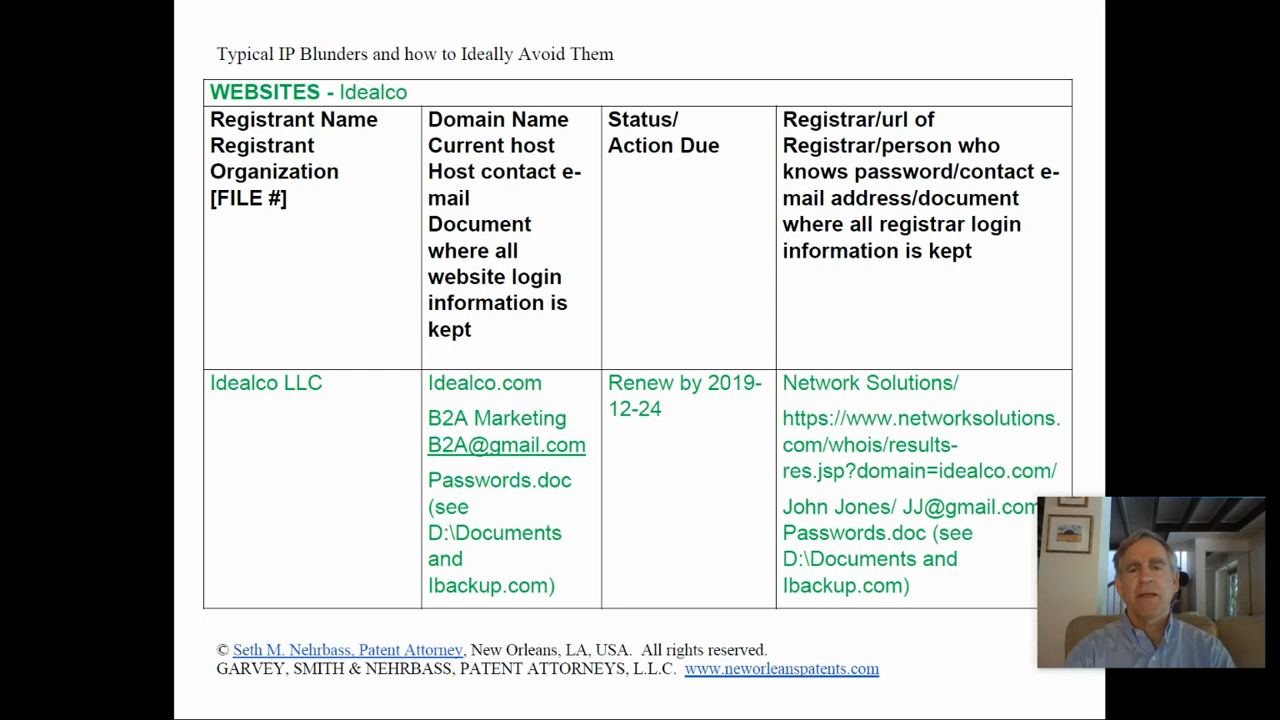 Typical IP Blunders and how to Ideally Avoid Them
WEBSITES - Idealco
Registrant Name
Registrant
Organization
[FILE #]
Domain Name
Current host
Host contact e-
mail
Document
where all
website login
information is
kept
Status/
Action Due
Registrar/url of
Registrar/person who
knows password/contact e-
mail address/document
where all registrar login
information is kept
Idealco LLC
Idealco.com
B2A Marketing
B2A@gmail.com
Passwords.doc
(see
D:\Documents
and
Ibackup.com)
Renew by 2019-
12-24
Network Solutions/
https://www.networksolutions.
com/whois/results-
res.jsp?domain=idealco.com/
John Jones/ JJ@gmail.com
Passwords.doc (see
D:\Documents and
Ibackup.com)
© Seth M. Nehrbass, Patent Attorney, New Orleans, LA, USA. All rights reserved.
GARVEY, SMITH & NEHRBASS, PATENT ATTORNEYS, L.L.C. www.neworleanspatents.com